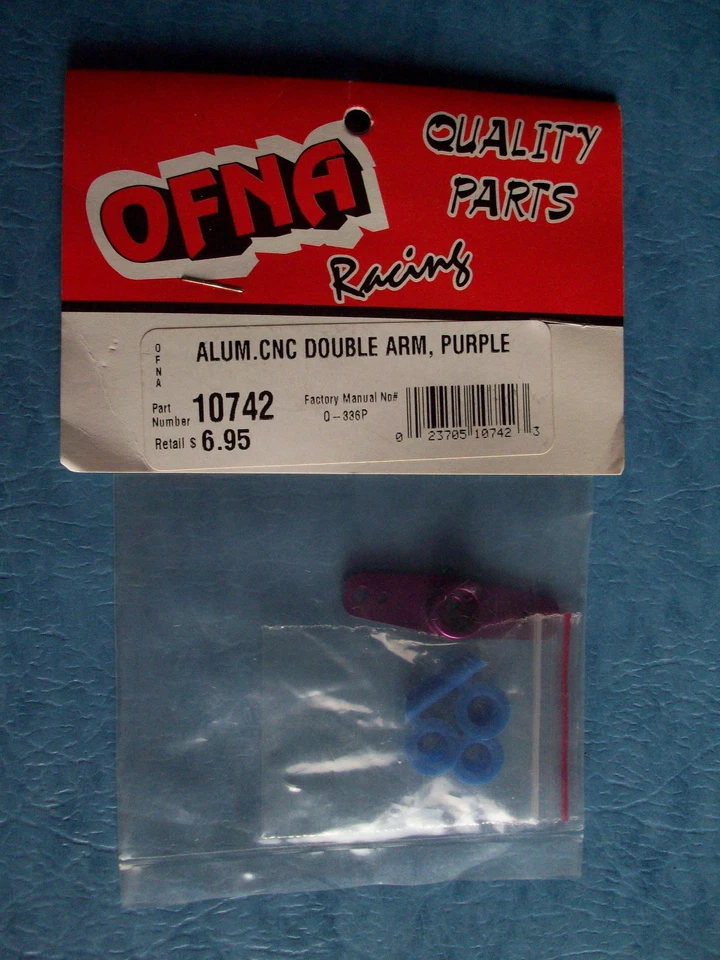 OFNA
Racing
QUALITY
PARTS
OFNA
ALUM.CNC DOUBLE ARM, PURPLE
Part
Number 10742
Factory Manual No#
Q--336P
Retail $ 6.95
0 23705 10742 3